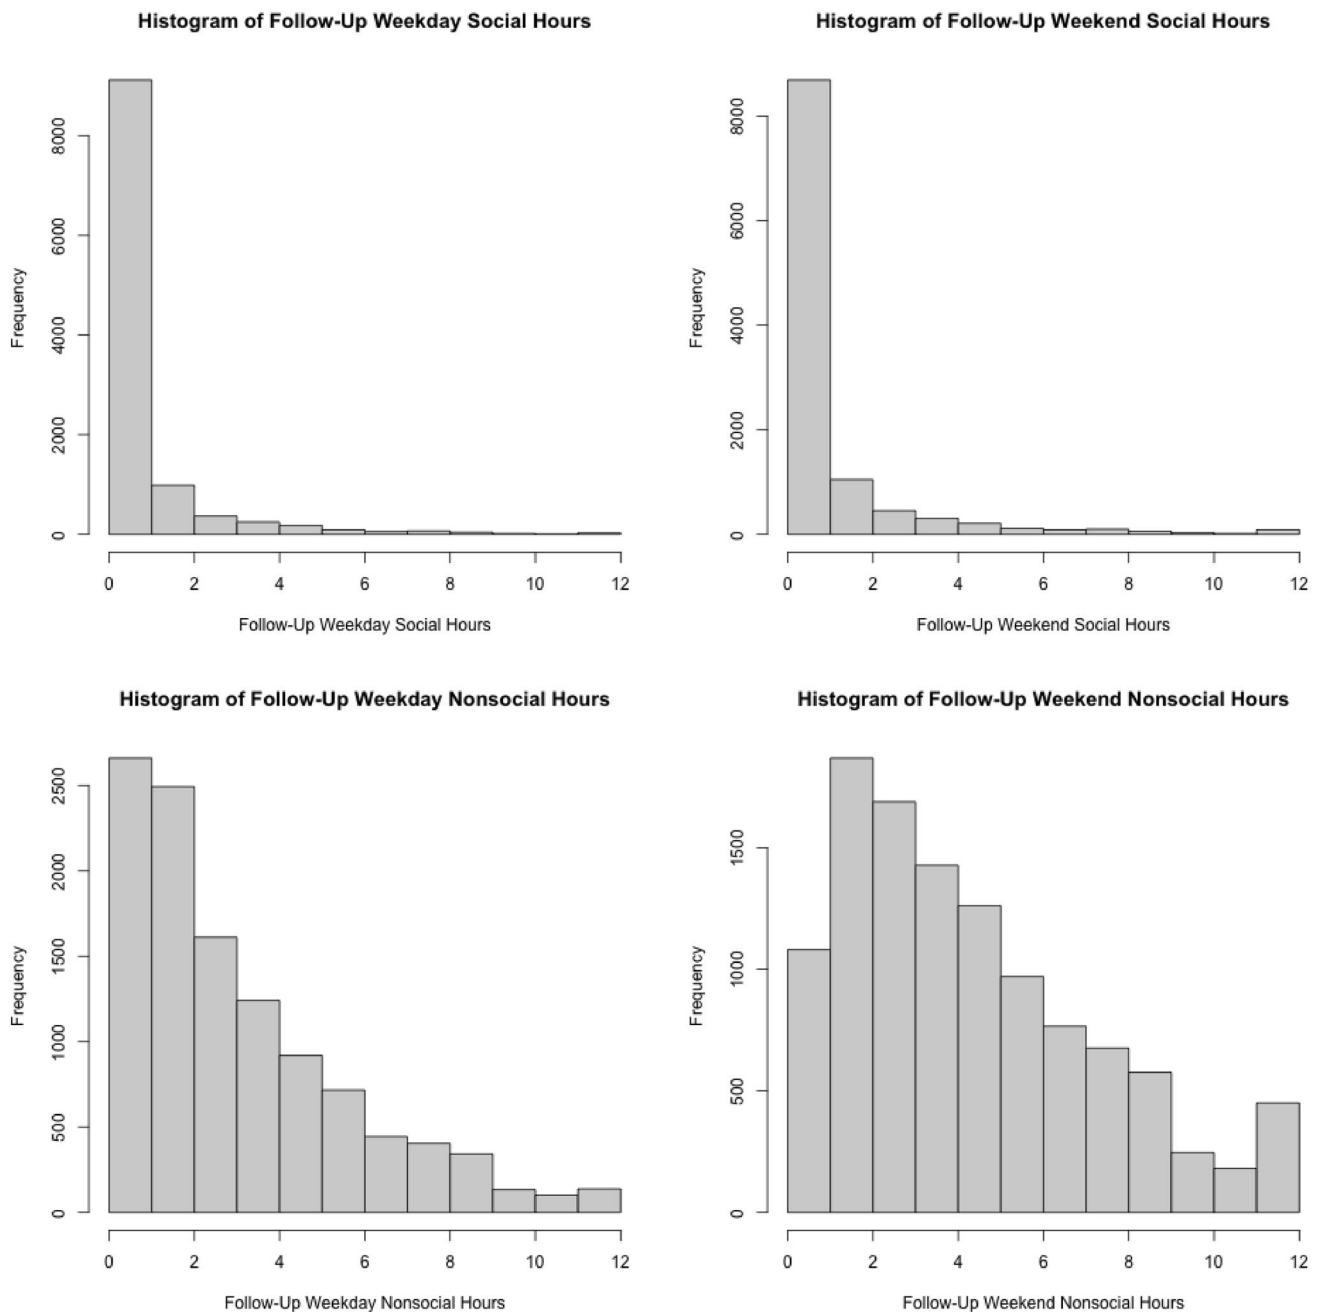 Histogram of Follow-Up Weekday Social Hours
Frequency
0
2000
4000
6000
8000
0 2 4 6 8 10 12
Follow-Up Weekday Social Hours
Histogram of Follow-Up Weekend Social Hours
Frequency
0
2000
4000
6000
8000
0 2 4 6 8 10 12
Follow-Up Weekend Social Hours
Histogram of Follow-Up Weekday Nonsocial Hours
Frequency
0
500
1000
1500
2000
2500
0 2 4 6 8 10 12
Follow-Up Weekday Nonsocial Hours
Histogram of Follow-Up Weekend Nonsocial Hours
Frequency
0
500
1000
1500
0 2 4 6 8 10 12
Follow-Up Weekend Nonsocial Hours